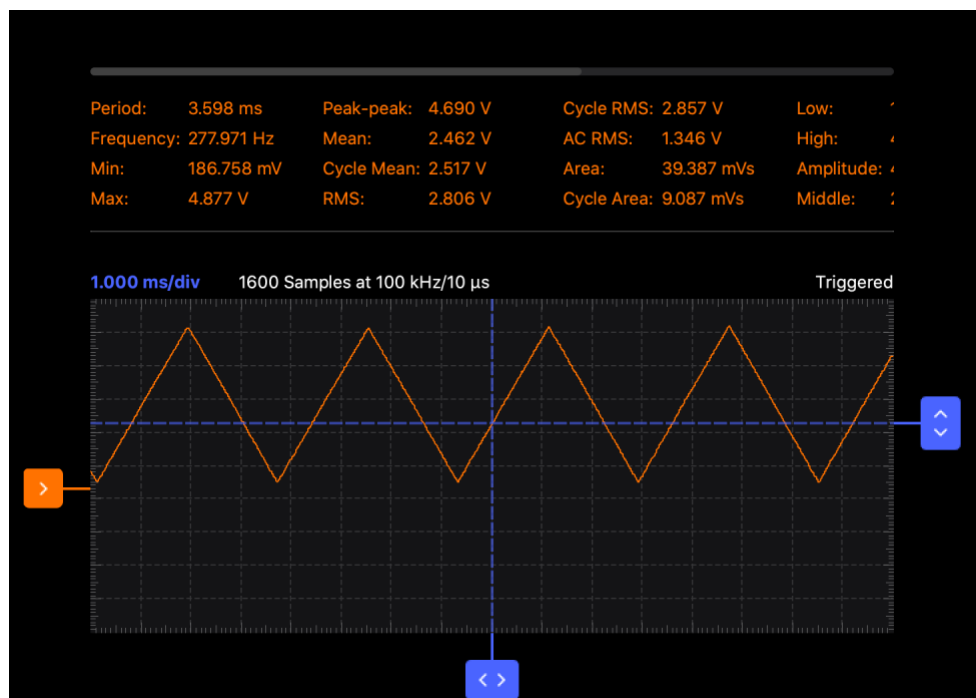 Period: 3.598 ms Peak-peak: 4.690 V Cycle RMS: 2.857 V Low:
Frequency: 277.971 Hz Mean: 2.462 V AC RMS: 1.346 V High:
Min: 186.758 mV Cycle Mean: 2.517 V Area: 39.387 mVs Amplitude:
Max: 4.877 V RMS: 2.806 V Cycle Area: 9.087 mVs Middle:
1.000 ms/div 1600 Samples at 100 kHz/10 µs Triggered